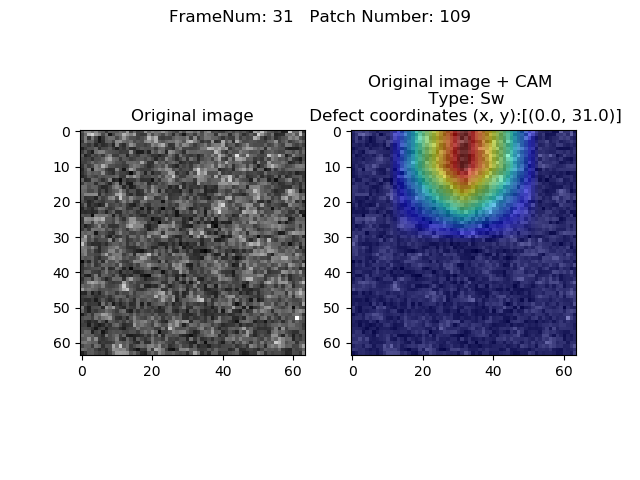 FrameNum: 31   Patch Number: 109
Original image
Original image + CAM
Type: Sw
Defect coordinates (x, y):[(0.0, 31.0)]
0
10
20
30
40
50
60
0 20 40 60
0
10
20
30
40
50
60
0 20 40 60